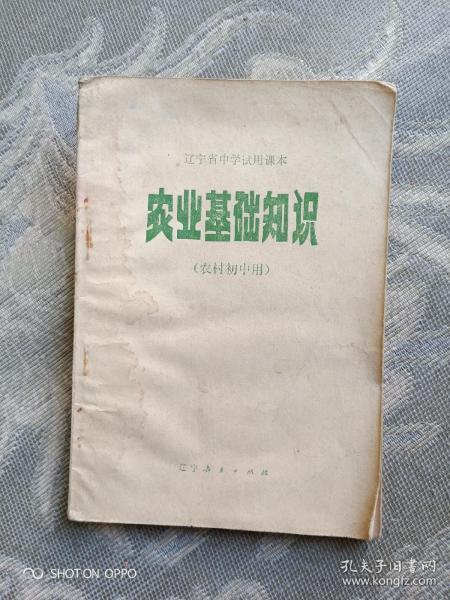 辽宁省中学试用课本
农业基础知识
（农村初中用）
辽宁人民出版社
SHOT ON OPPO
孔夫子旧书网
www.kongfz.com